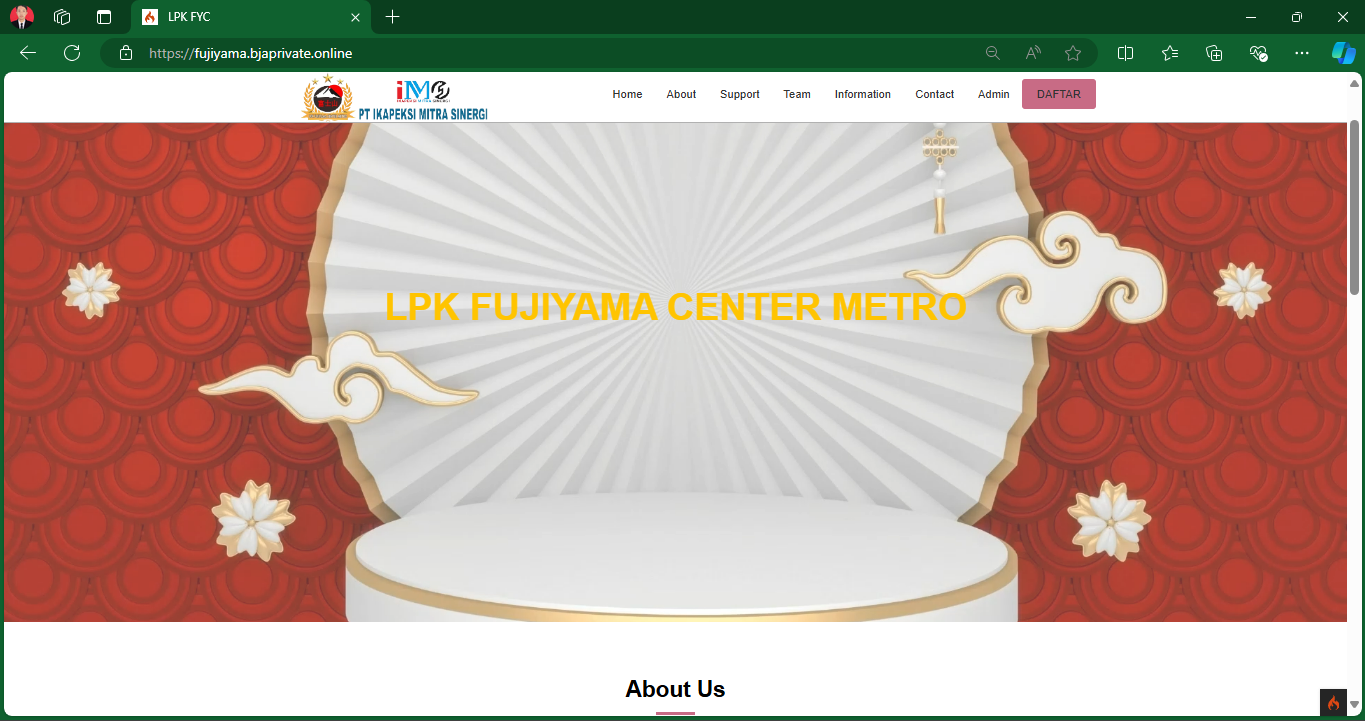 LPK FYC
https://fujiyama.bjaprivate.online
PT IKAPEKSI MITRA SINERGI
Home About Support Team Information Contact Admin DAFTAR
LPK FUJIYAMA CENTER METRO
About Us